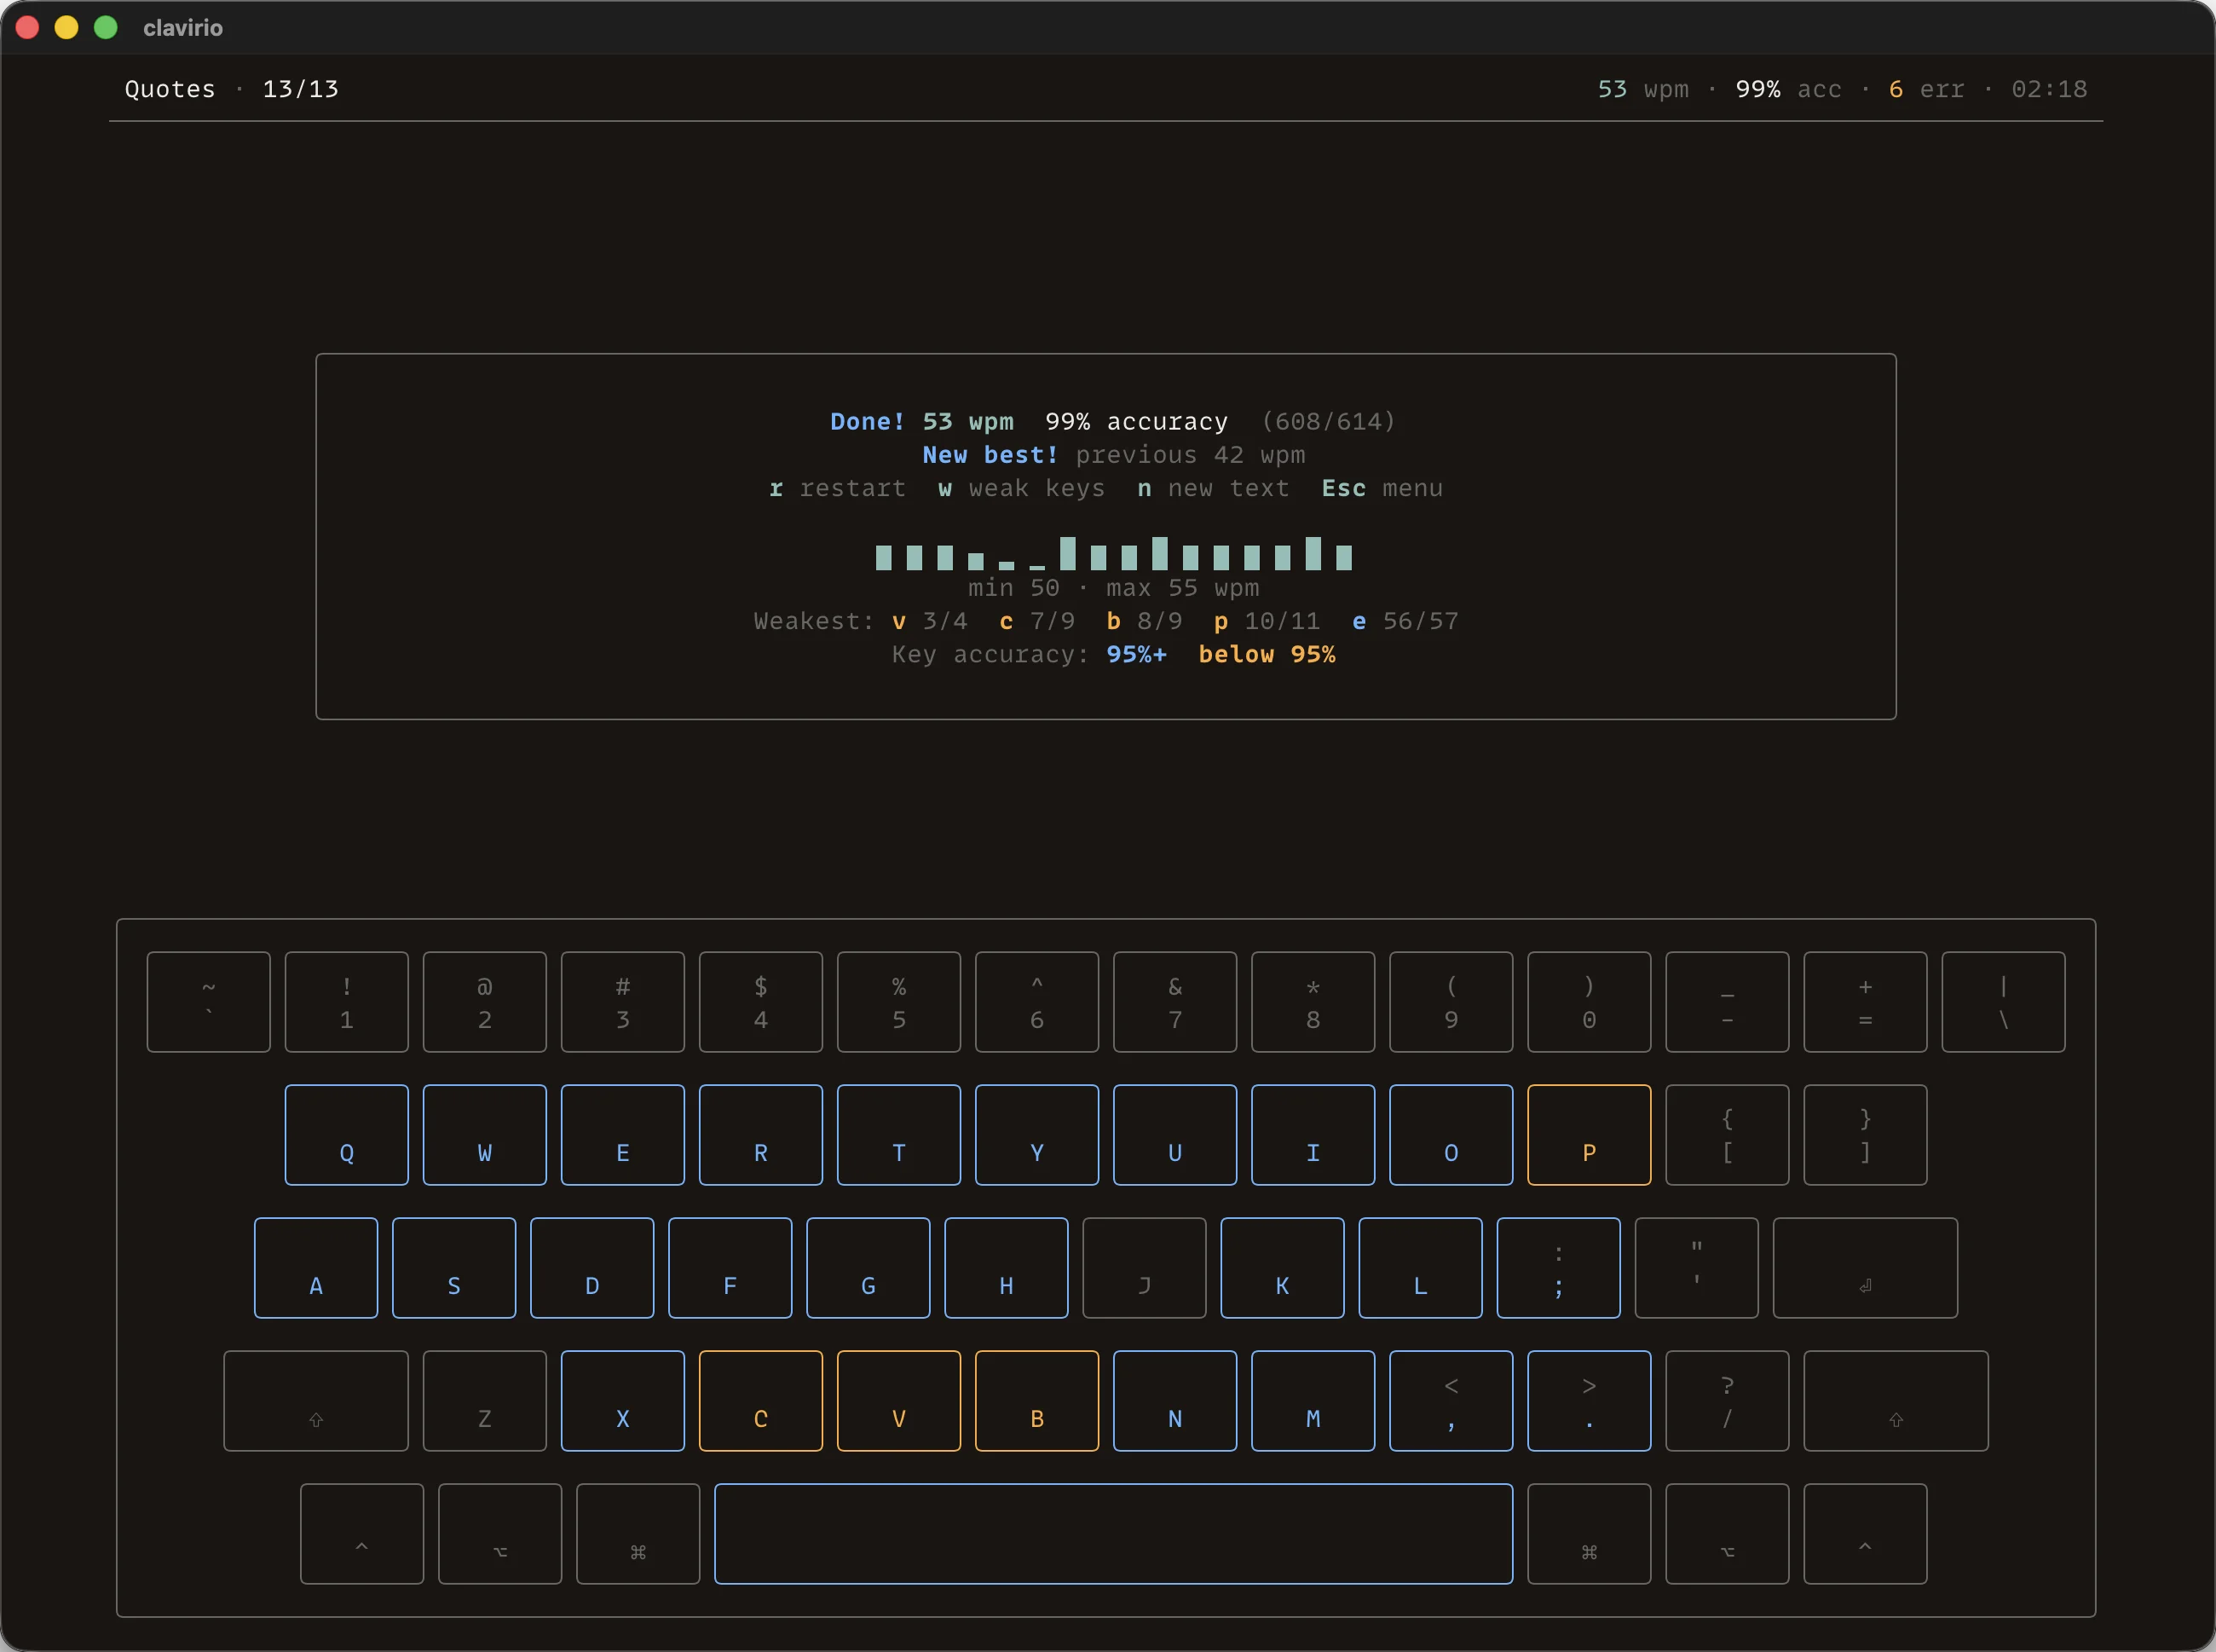 clavirio
Quotes · 13/13
53 wpm · 99% acc · 6 err · 02:18
Done! 53 wpm 99% accuracy (608/614)
New best! previous 42 wpm
r restart w weak keys n new text Esc menu
min 50 · max 55 wpm
Weakest: v 3/4 c 7/9 b 8/9 p 10/11 e 56/57
Key accuracy: 95%+ below 95%
~ ! @ # $ % ^ & * ( ) _ + |
` 1 2 3 4 5 6 7 8 9 0 - = \
{ }
Q W E R T Y U I O P [ ]
: "
A S D F G H J K L ; ' ⏎
< > ?
⇧ Z X C V B N M , . / ⇧
^ ⌥ ⌘ ⌘ ⌥ ^